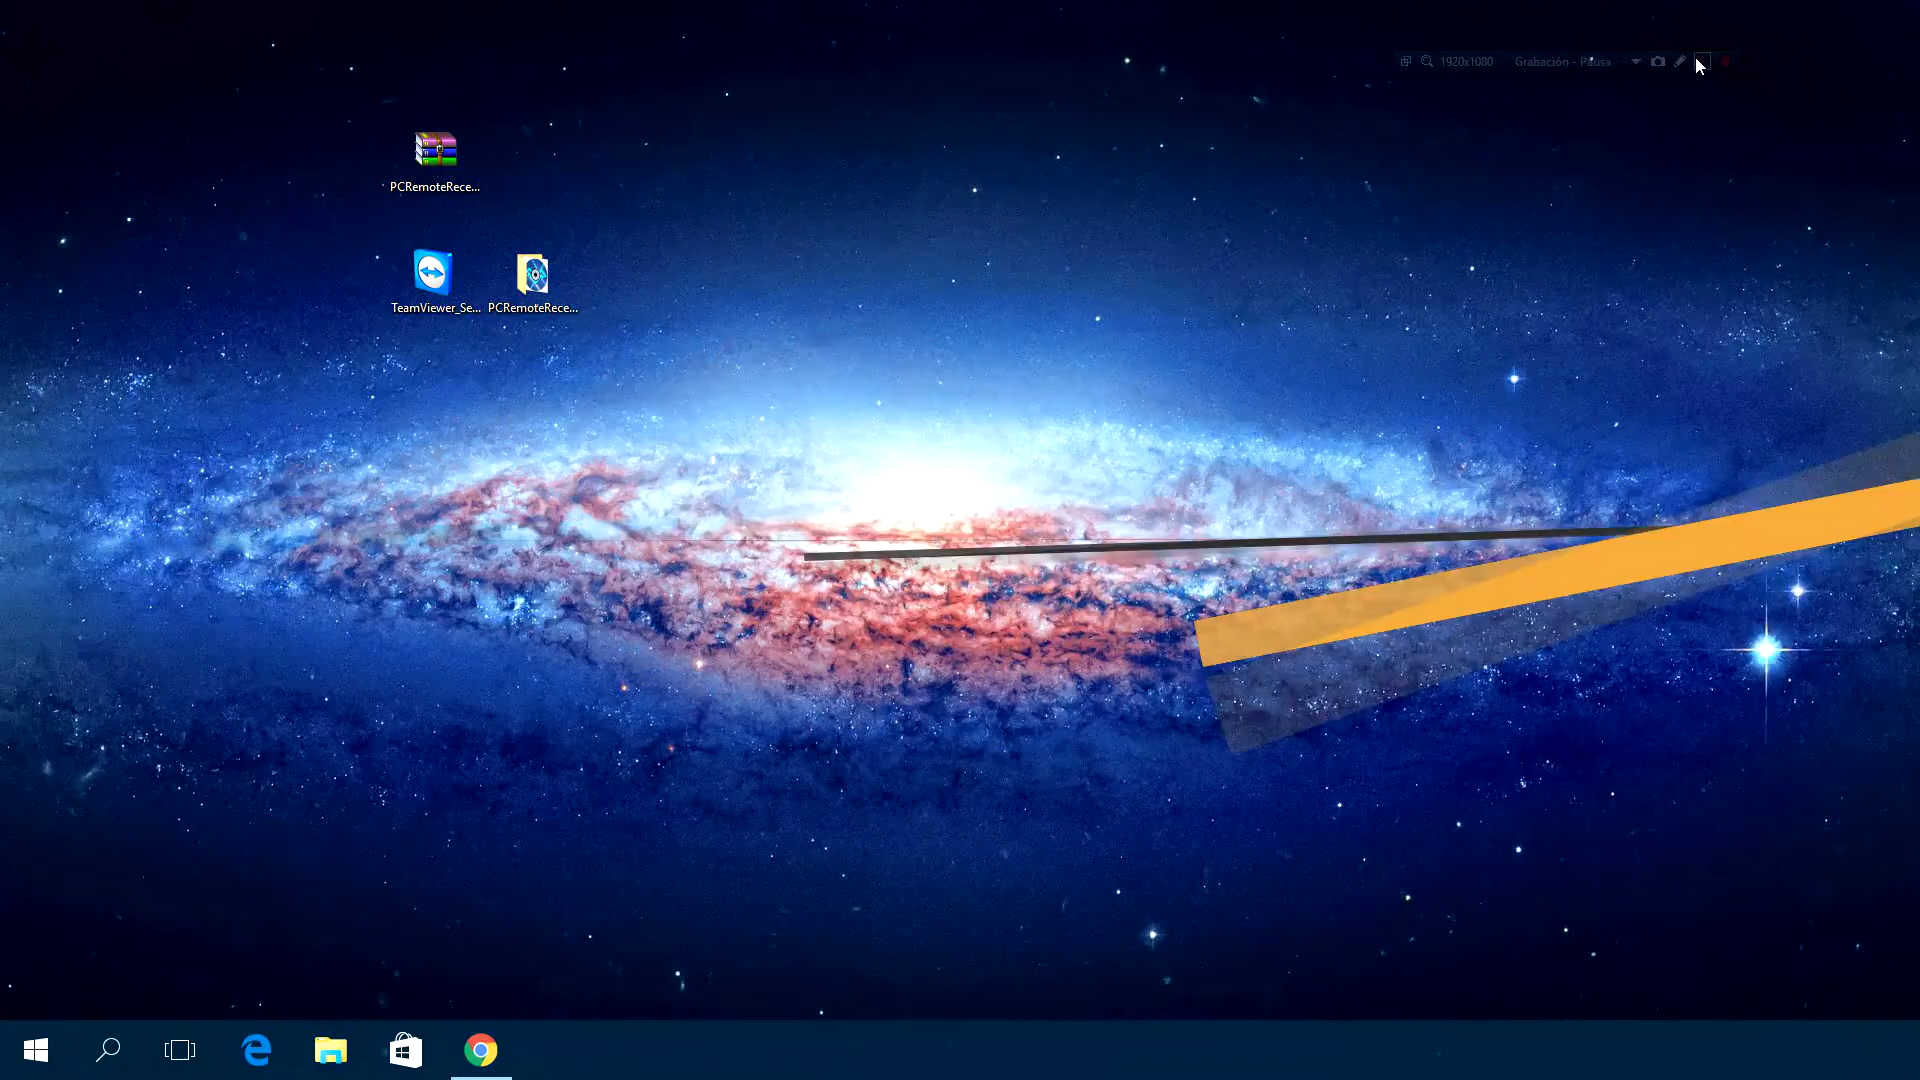 1920x1080 Grabación - Pausa
PCRemoteRece...
TeamViewer_Se... PCRemoteRece...